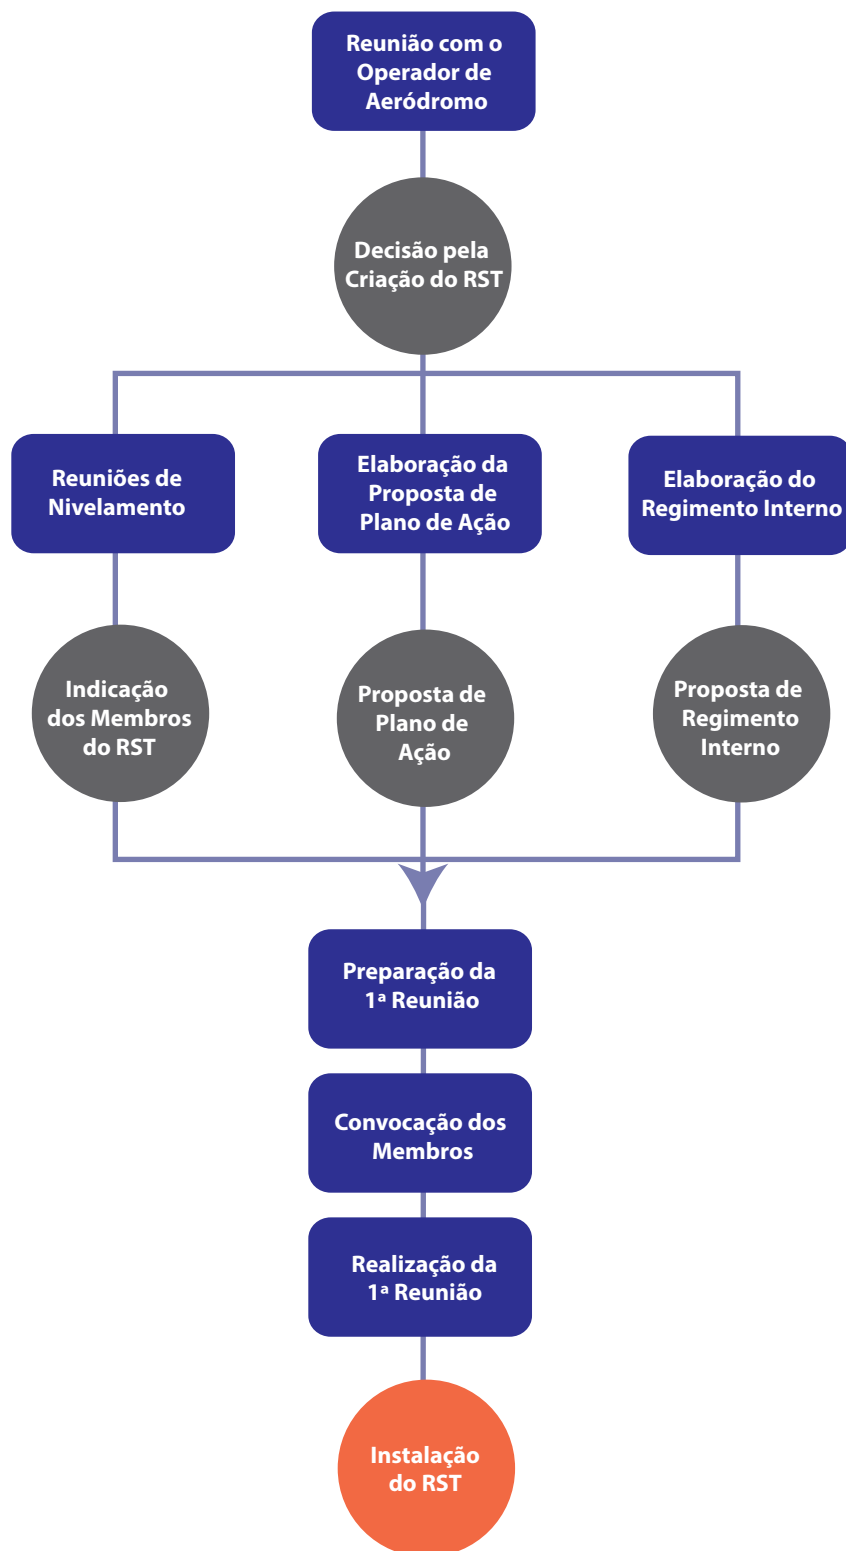 Reunião com o
Operador de
Aeródromo
Decisão pela
Criação do RST
Reuniões de
Nivelamento
Elaboração da
Proposta de
Plano de Ação
Elaboração do
Regimento Interno
Indicação
dos Membros
do RST
Proposta de
Plano de
Ação
Proposta de
Regimento
Interno
Preparação da
1ª Reunião
Convocação dos
Membros
Realização da
1ª Reunião
Instalação
do RST